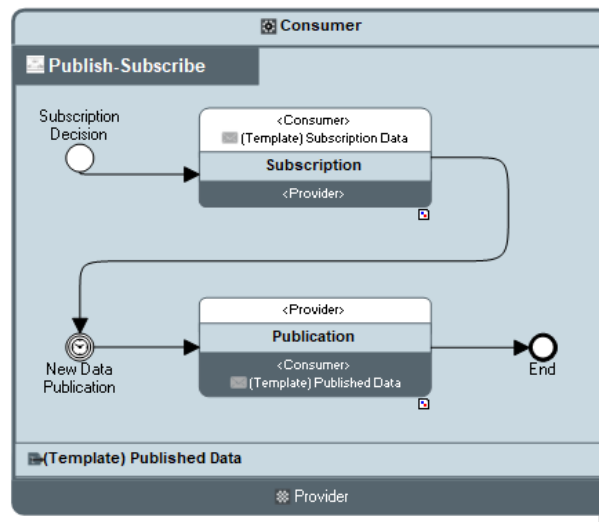 Consumer
Publish-Subscribe
Subscription
Decision
<Consumer>
(Template) Subscription Data
Subscription
<Provider>
New Data
Publication
<Provider>
Publication
<Consumer>
(Template) Published Data
End
(Template) Published Data
Provider